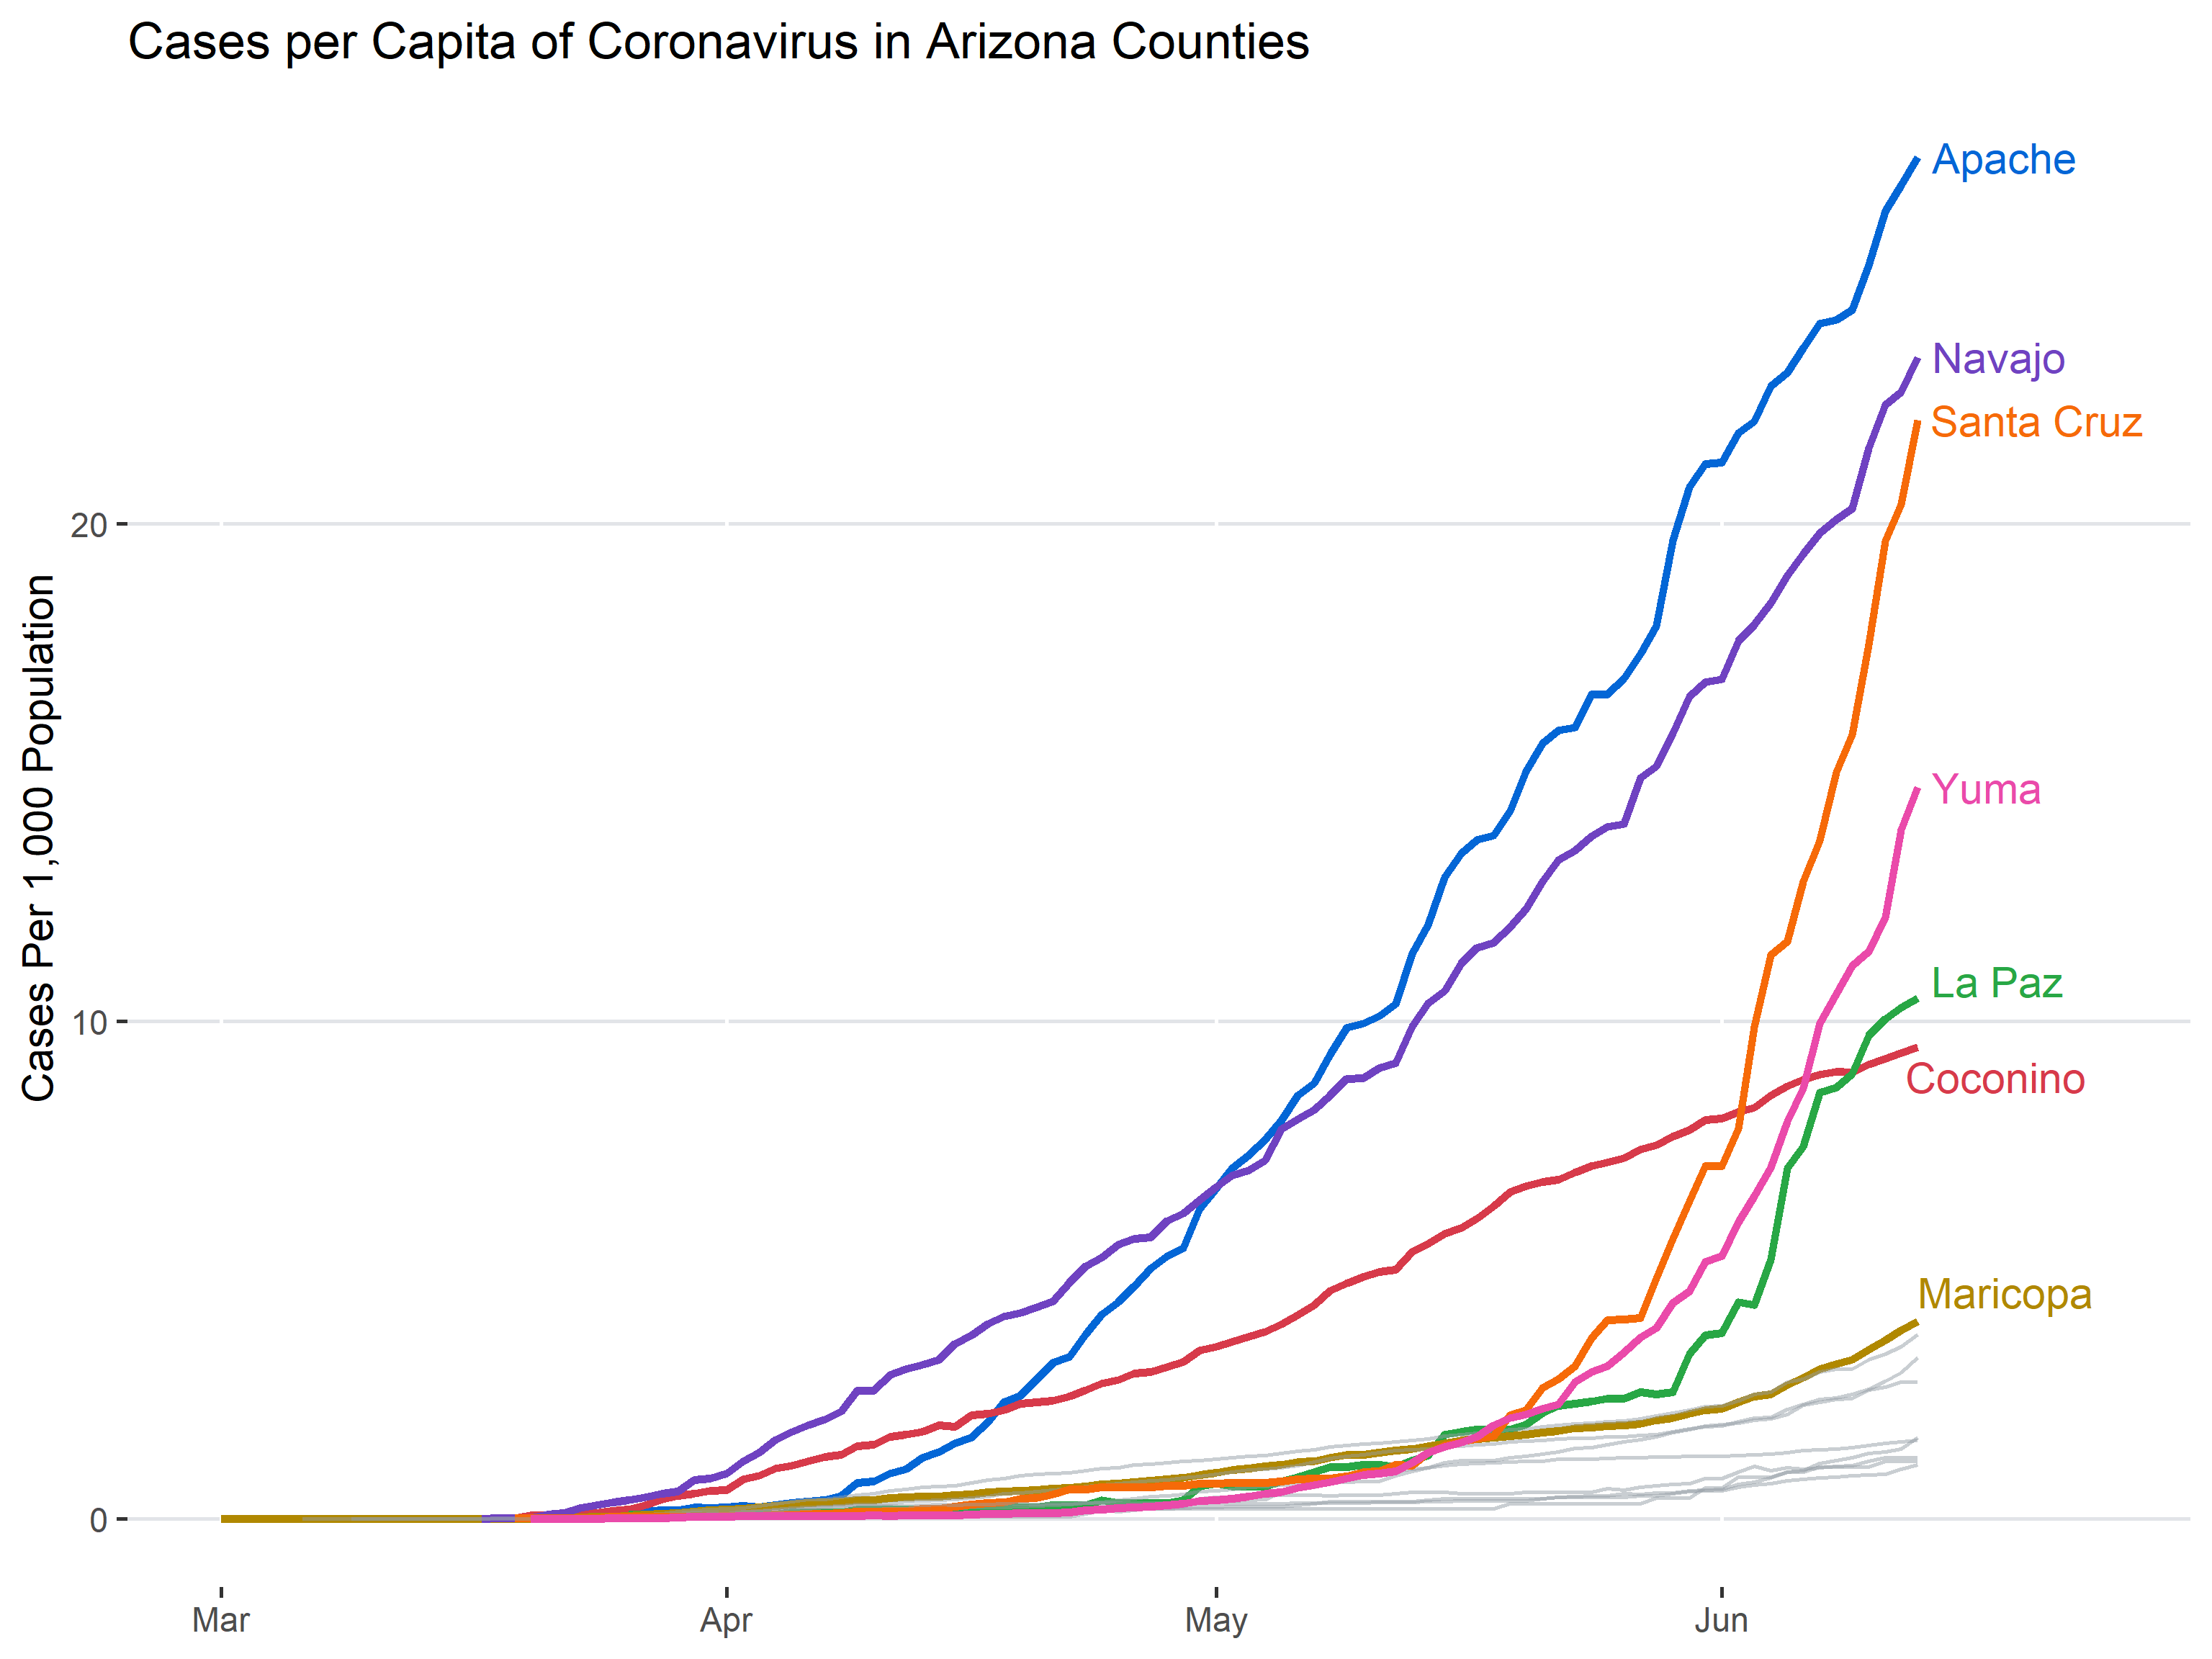 Cases per Capita of Coronavirus in Arizona Counties
Apache
Navajo
Santa Cruz
20
Cases Per 1,000 Population
Yuma
La Paz
10
Coconino
Maricopa
0
Mar Apr May Jun